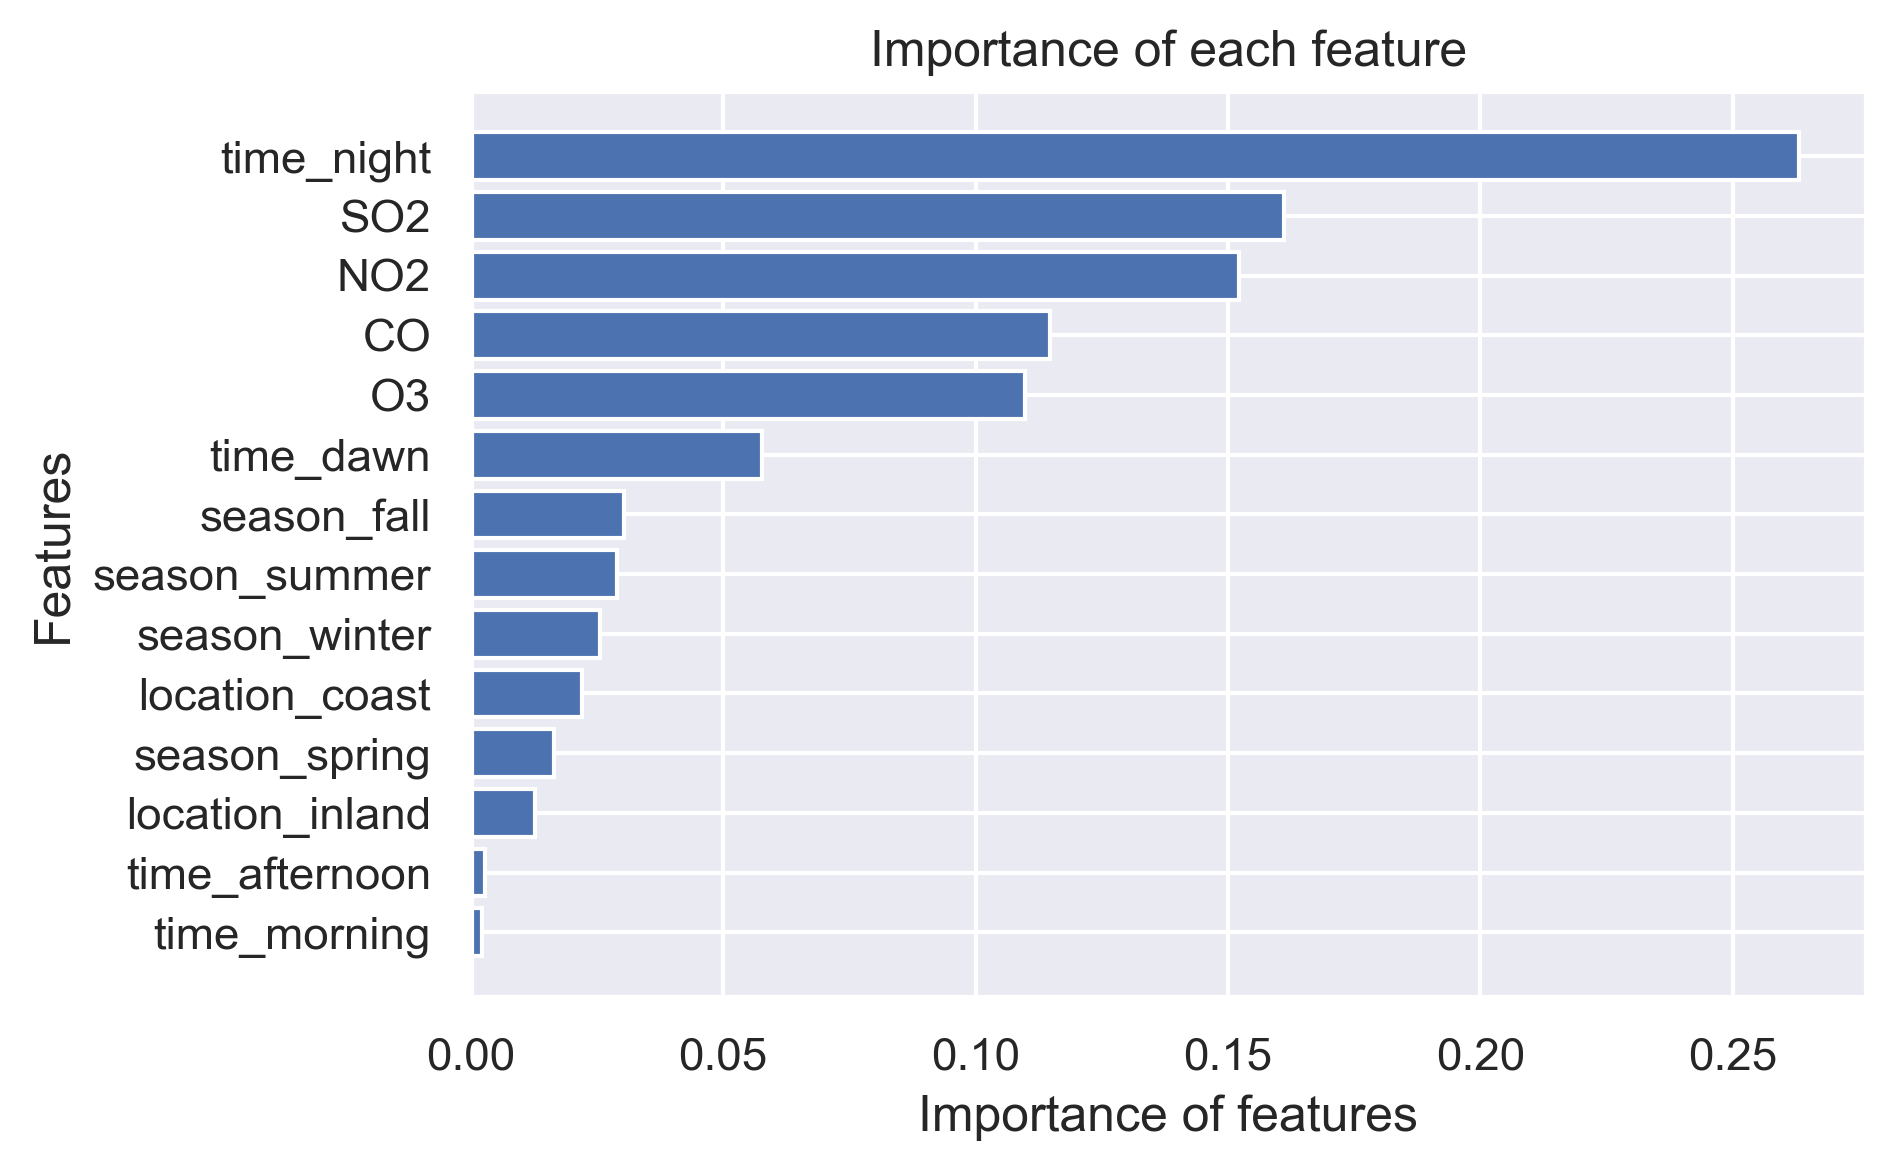 Importance of each feature
time_night
SO2
NO2
CO
O3
time_dawn
season_fall
season_summer
season_winter
location_coast
season_spring
location_inland
time_afternoon
time_morning
Features
0.00 0.05 0.10 0.15 0.20 0.25
Importance of features